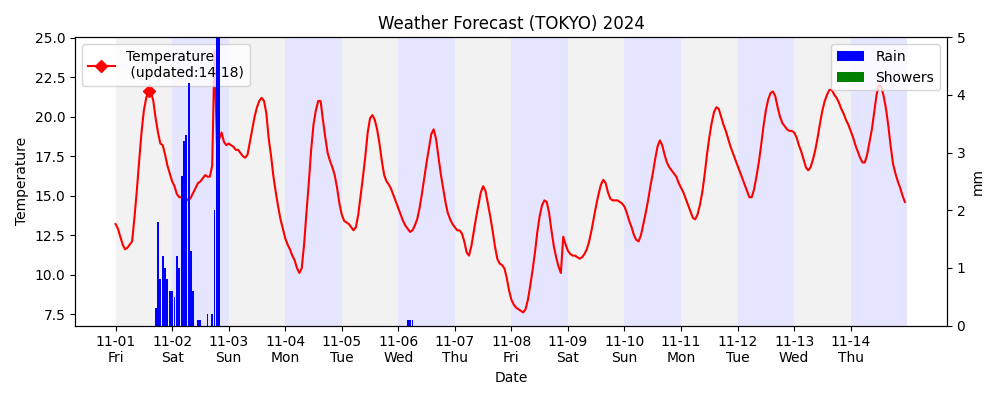 Weather Forecast (TOKYO) 2024
Temperature
(updated:14:18)
Rain
Showers
25.0
22.5
20.0
17.5
15.0
12.5
10.0
7.5
Temperature
5
4
3
2
1
0
mm
11-01 11-02 11-03 11-04 11-05 11-06 11-07 11-08 11-09 11-10 11-11 11-12 11-13 11-14
Fri Sat Sun Mon Tue Wed Thu Fri Sat Sun Mon Tue Wed Thu
Date